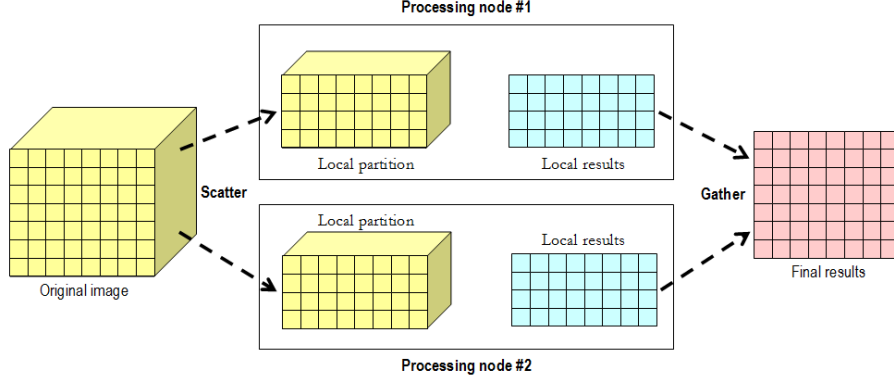 Processing node #1
Local partition
Local results
Scatter
Gather
Local partition
Local results
Original image
Final results
Processing node #2